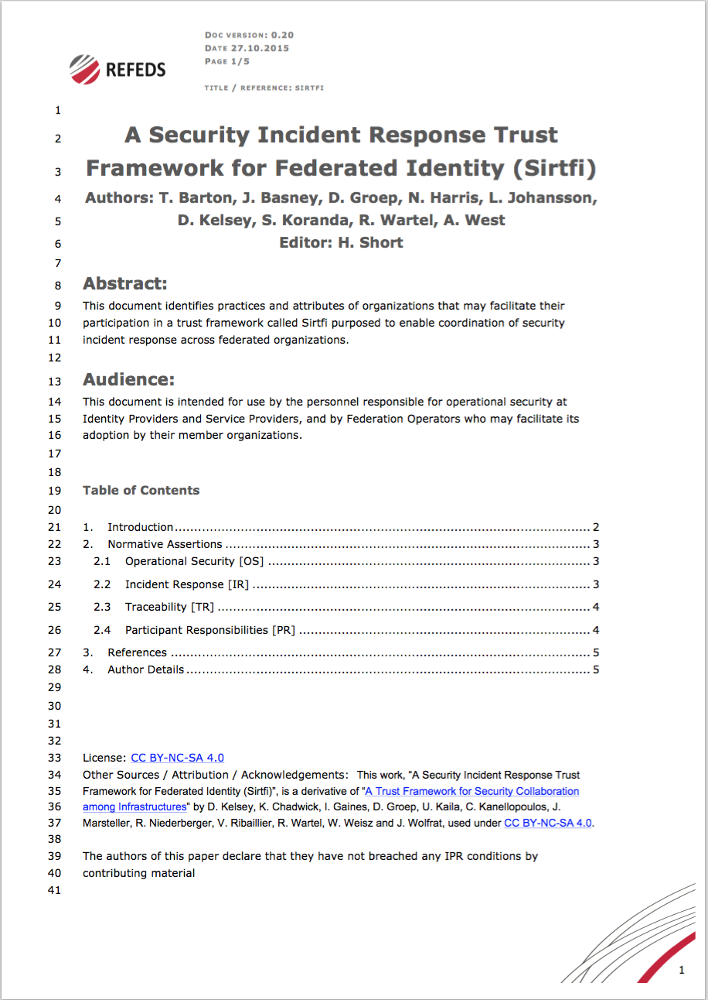 DOC VERSION: 0.20
DATE 27.10.2015
PAGE 1/5
REFEDS
TITLE / REFERENCE: SIRTFI
1
2 A Security Incident Response Trust
3 Framework for Federated Identity (Sirtfi)
4 Authors: T. Barton, J. Basney, D. Groep, N. Harris, L. Johansson,
5 D. Kelsey, S. Koranda, R. Wartel, A. West
6 Editor: H. Short
7
8 Abstract:
9 This document identifies practices and attributes of organizations that may facilitate their
10 participation in a trust framework called Sirtfi purposed to enable coordination of security
11 incident response across federated organizations.
12
13 Audience:
14 This document is intended for use by the personnel responsible for operational security at
15 Identity Providers and Service Providers, and by Federation Operators who may facilitate its
16 adoption by their member organizations.
17
18
19 Table of Contents
20
21 1. Introduction ........ 2
22 2. Normative Assertions ........ 3
23 2.1 Operational Security [OS] ........ 3
24 2.2 Incident Response [IR] ........ 3
25 2.3 Traceability [TR] ........ 4
26 2.4 Participant Responsibilities [PR] ........ 4
27 3. References ........ 5
28 4. Author Details ........ 5
29
30
31
32
33 License: CC BY-NC-SA 4.0
34 Other Sources / Attribution / Acknowledgements: This work, “A Security Incident Response Trust
35 Framework for Federated Identity (Sirtfi)”, is a derivative of “A Trust Framework for Security Collaboration
36 among Infrastructures” by D. Kelsey, K. Chadwick, I. Gaines, D. Groep, U. Kaila, C. Kanellopoulos, J.
37 Marsteller, R. Niederberger, V. Ribaillier, R. Wartel, W. Weisz and J. Wolfrat, used under CC BY-NC-SA 4.0.
38
39 The authors of this paper declare that they have not breached any IPR conditions by
40 contributing material
41
1